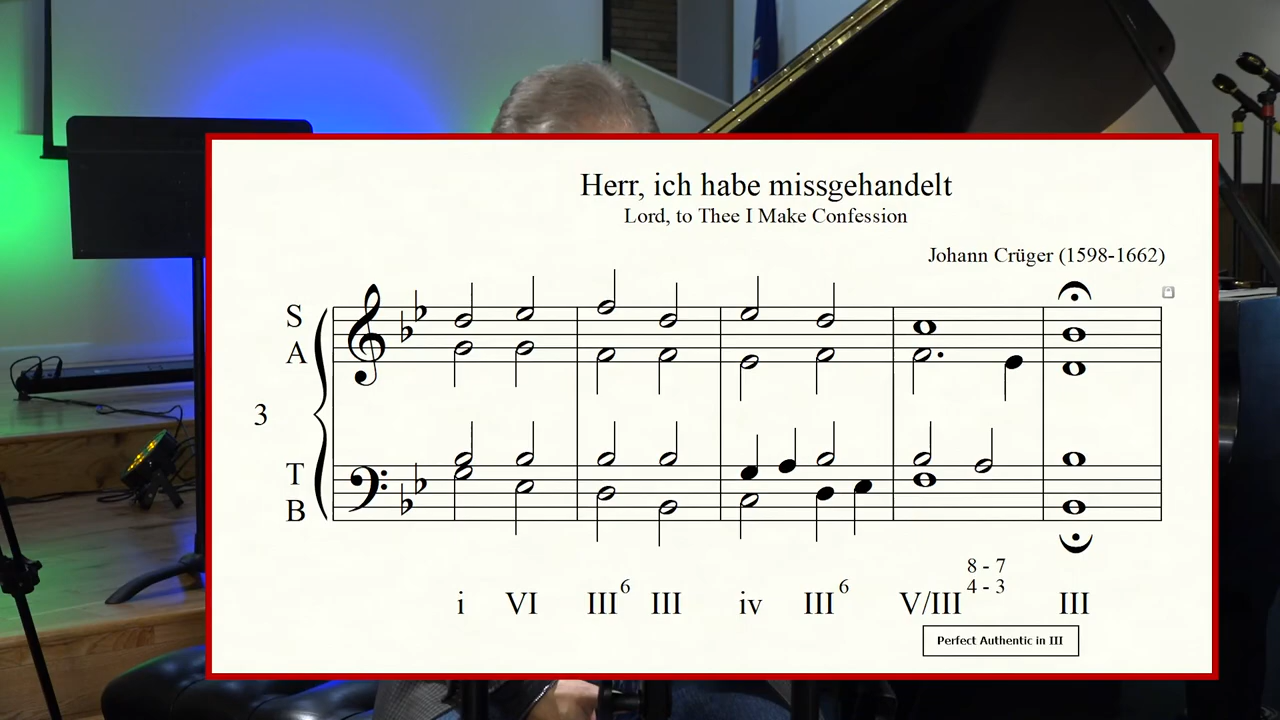 Herr, ich habe missgehandelt
Lord, to Thee I Make Confession
Johann Crüger (1598-1662)
S
A
3
T
B
8 - 7
i VI III6 III iv III6 V/III 4 - 3 III
Perfect Authentic in III